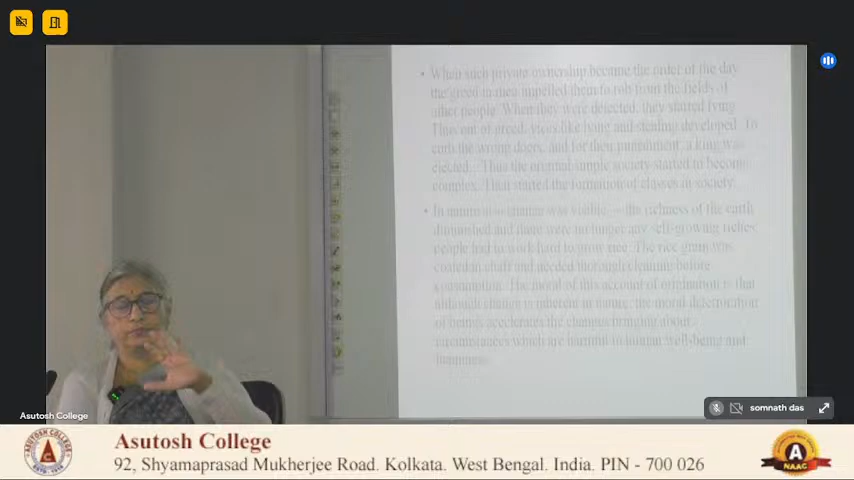 When such private ownership became the order of the day
the greed in men impelled them to rob from the fields of
other people. When they were detected, they started lying
Thus out of greed, vices like lying and stealing developed. To
curb the wrong doers, and for their punishment, a king was
elected. Thus the original simple society started to become
complex. Then started the formation of classes in society.
In nature also change was visible the richness of the earth
diminished and there were no longer any self-growing riches;
people had to work hard to grow rice. The rice grain was
coated in chaff and needed thorough cleaning before
consumption. The moral of this account of origination is that
although change is inherent in nature, the moral deterioration
of beings accelerates the changes bringing about
circumstances which are harmful to human well-being and
happiness.
somnath das
Asutosh College
Asutosh College
92, Shyamaprasad Mukherjee Road. Kolkata. West Bengal. India. PIN - 700 026
A
NAAC